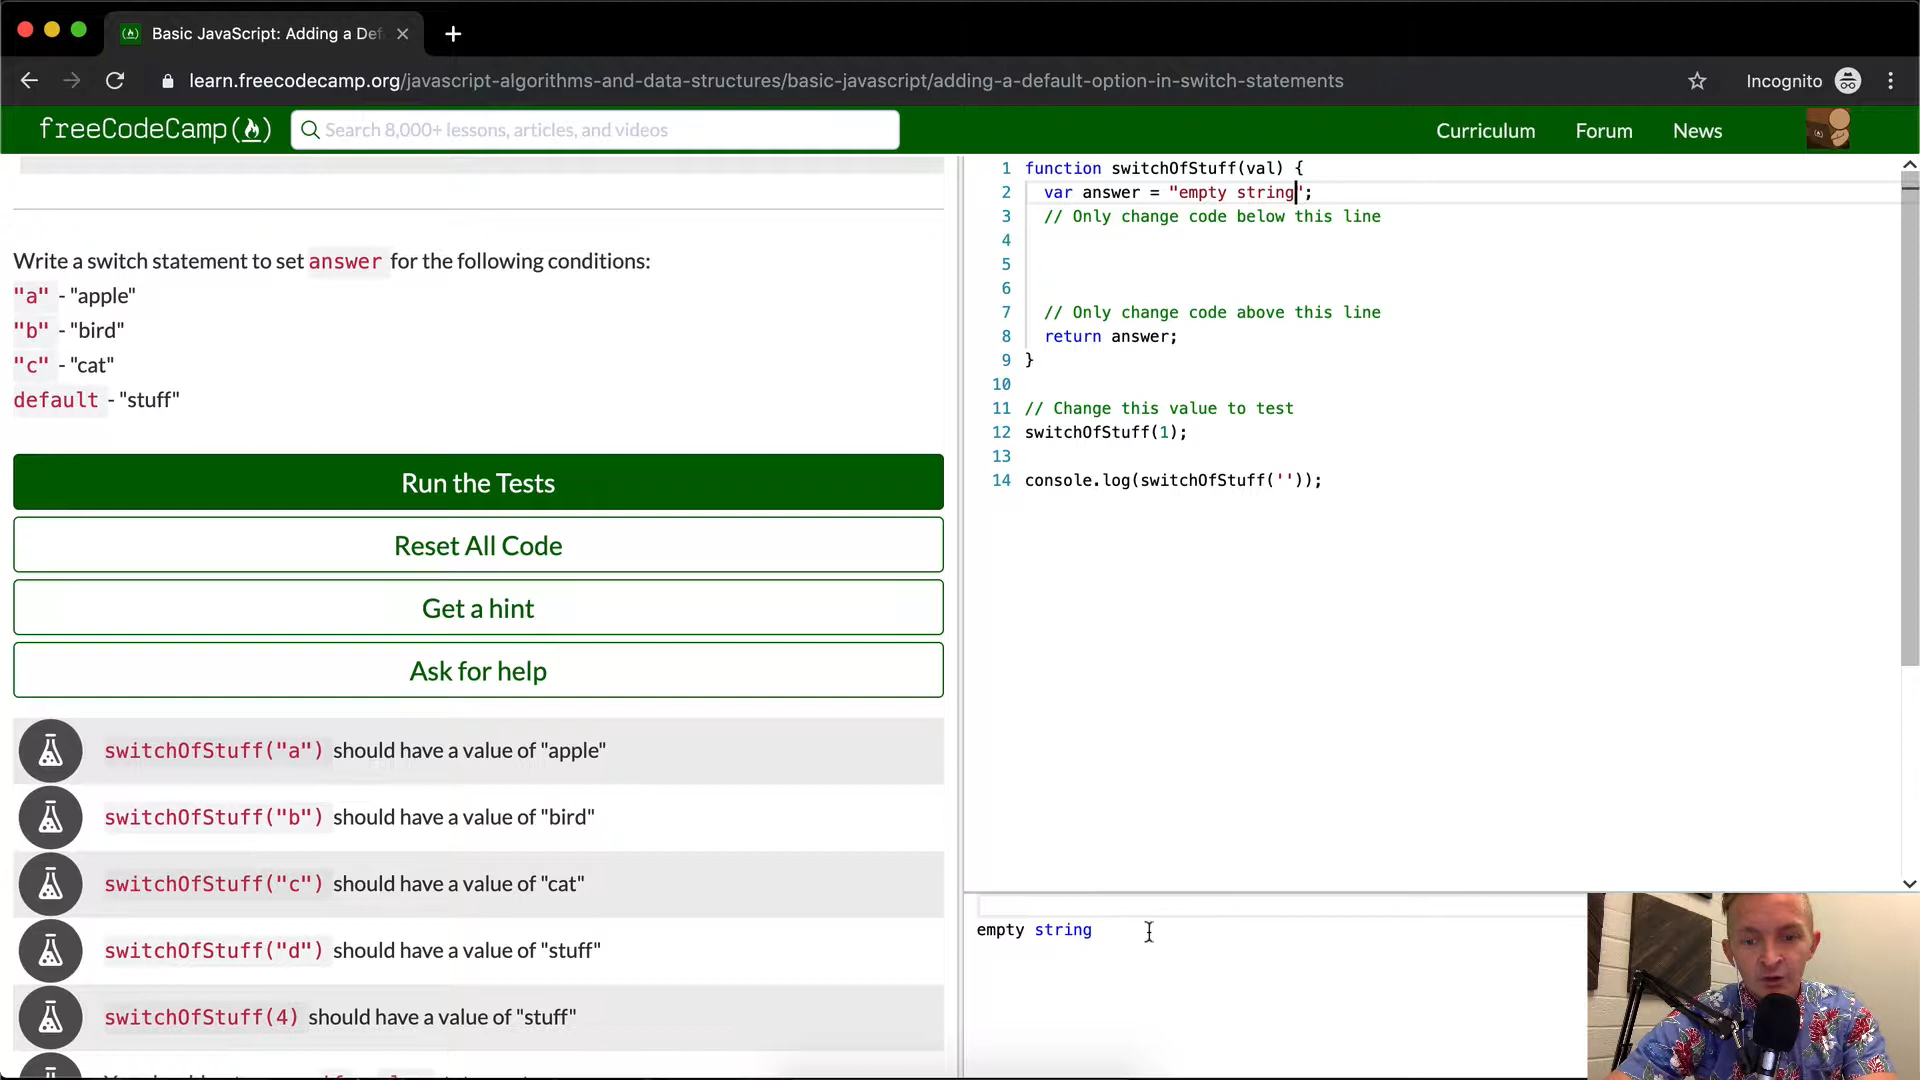 Basic JavaScript: Adding a Def
learn.freecodecamp.org/javascript-algorithms-and-data-structures/basic-javascript/adding-a-default-option-in-switch-statements
Incognito
freeCodeCamp
Search 8,000+ lessons, articles, and videos
Curriculum
Forum
News
Write a switch statement to set answer for the following conditions:
"a" - "apple"
"b" - "bird"
"c" - "cat"
default - "stuff"
Run the Tests
Reset All Code
Get a hint
Ask for help
switchOfStuff("a") should have a value of "apple"
switchOfStuff("b") should have a value of "bird"
switchOfStuff("c") should have a value of "cat"
switchOfStuff("d") should have a value of "stuff"
switchOfStuff(4) should have a value of "stuff"
1 function switchOfStuff(val) {
2 var answer = "empty string";
3 // Only change code below this line
4
5
6
7 // Only change code above this line
8 return answer;
9 }
10
11 // Change this value to test
12 switchOfStuff(1);
13
14 console.log(switchOfStuff(''));
empty string